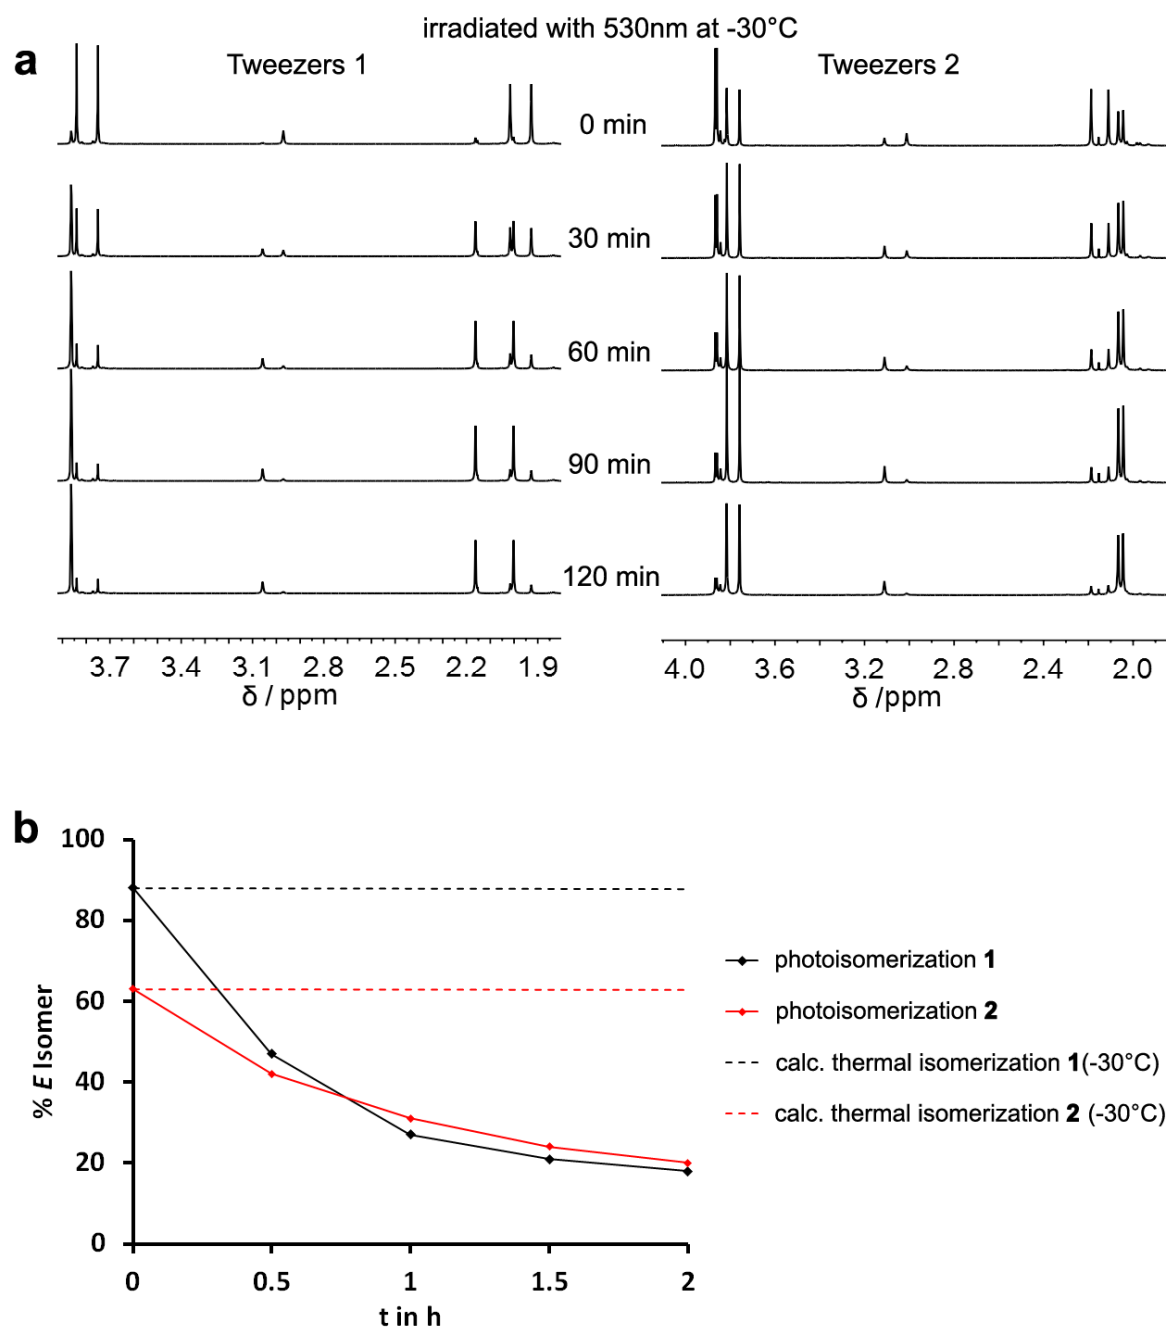 irradiated with 530nm at -30°C
a
Tweezers 1
Tweezers 2
0 min
30 min
60 min
90 min
120 min
3.7 3.4 3.1 2.8 2.5 2.2 1.9
δ / ppm
4.0 3.6 3.2 2.8 2.4 2.0
δ /ppm
b
100
80
60
40
20
0
% E Isomer
0 0.5 1 1.5 2
t in h
photoisomerization 1
photoisomerization 2
calc. thermal isomerization 1(-30°C)
calc. thermal isomerization 2 (-30°C)